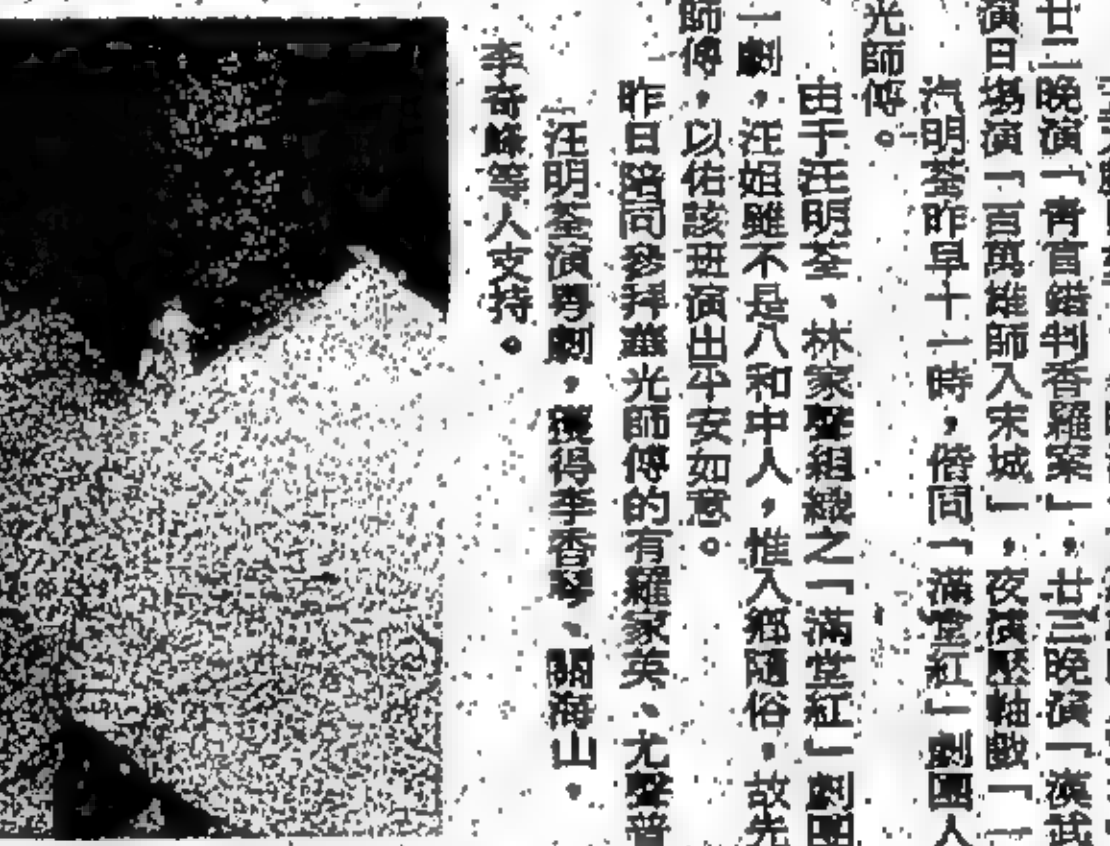 廿二晚演「青官錯判香羅案」,廿三晚演「漢武
演日場演「百萬雄師入末城」,夜演壓軸戲「一
汽明荃昨早十一時,偕同「滿堂紅」劇團人
光師傅。
由于汪明荃、林家聲組織之「滿堂紅」劇團
一劇,汪姐雖不是八和中人,惟入鄉隨俗,故先
師傅,以佑該班演出平安如意。
昨日陪同參拜華光師傅的有羅家英、尤聲普
汪明荃演粵劇,獲得李香琴、關海山、
李奇峰等人支持。